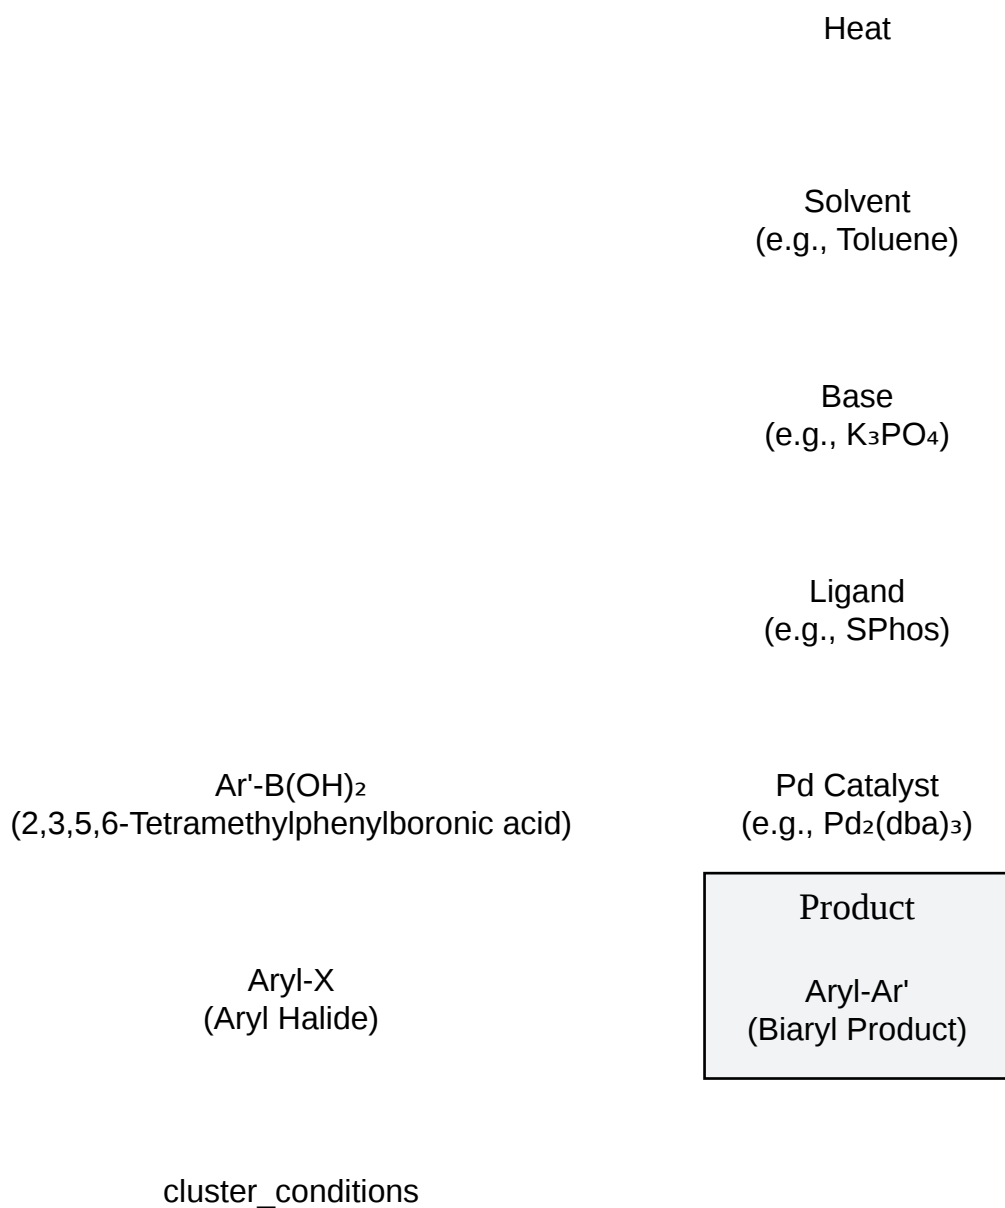 Heat
Solvent
(e.g., Toluene)
Base
(e.g., K₃PO₄)
Ligand
(e.g., SPhos)
Ar'-B(OH)₂
(2,3,5,6-Tetramethylphenylboronic acid)
Pd Catalyst
(e.g., Pd₂(dba)₃)
Product
Aryl-X
(Aryl Halide)
Aryl-Ar'
(Biaryl Product)
cluster_conditions